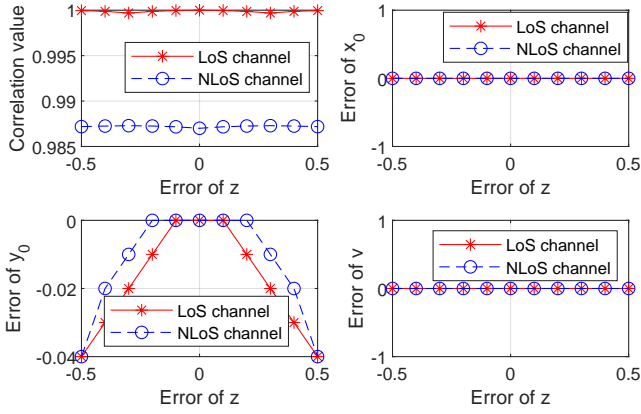 Correlation value
1
0.995
0.99
0.985
LoS channel
NLoS channel
-0.5
0
0.5
Error of z
Error of x0
1
0
-1
LoS channel
NLoS channel
-0.5
0
0.5
Error of z
Error of y0
0
-0.02
-0.04
LoS channel
NLoS channel
-0.5
0
0.5
Error of z
Error of v
1
0
-1
LoS channel
NLoS channel
-0.5
0
0.5
Error of z